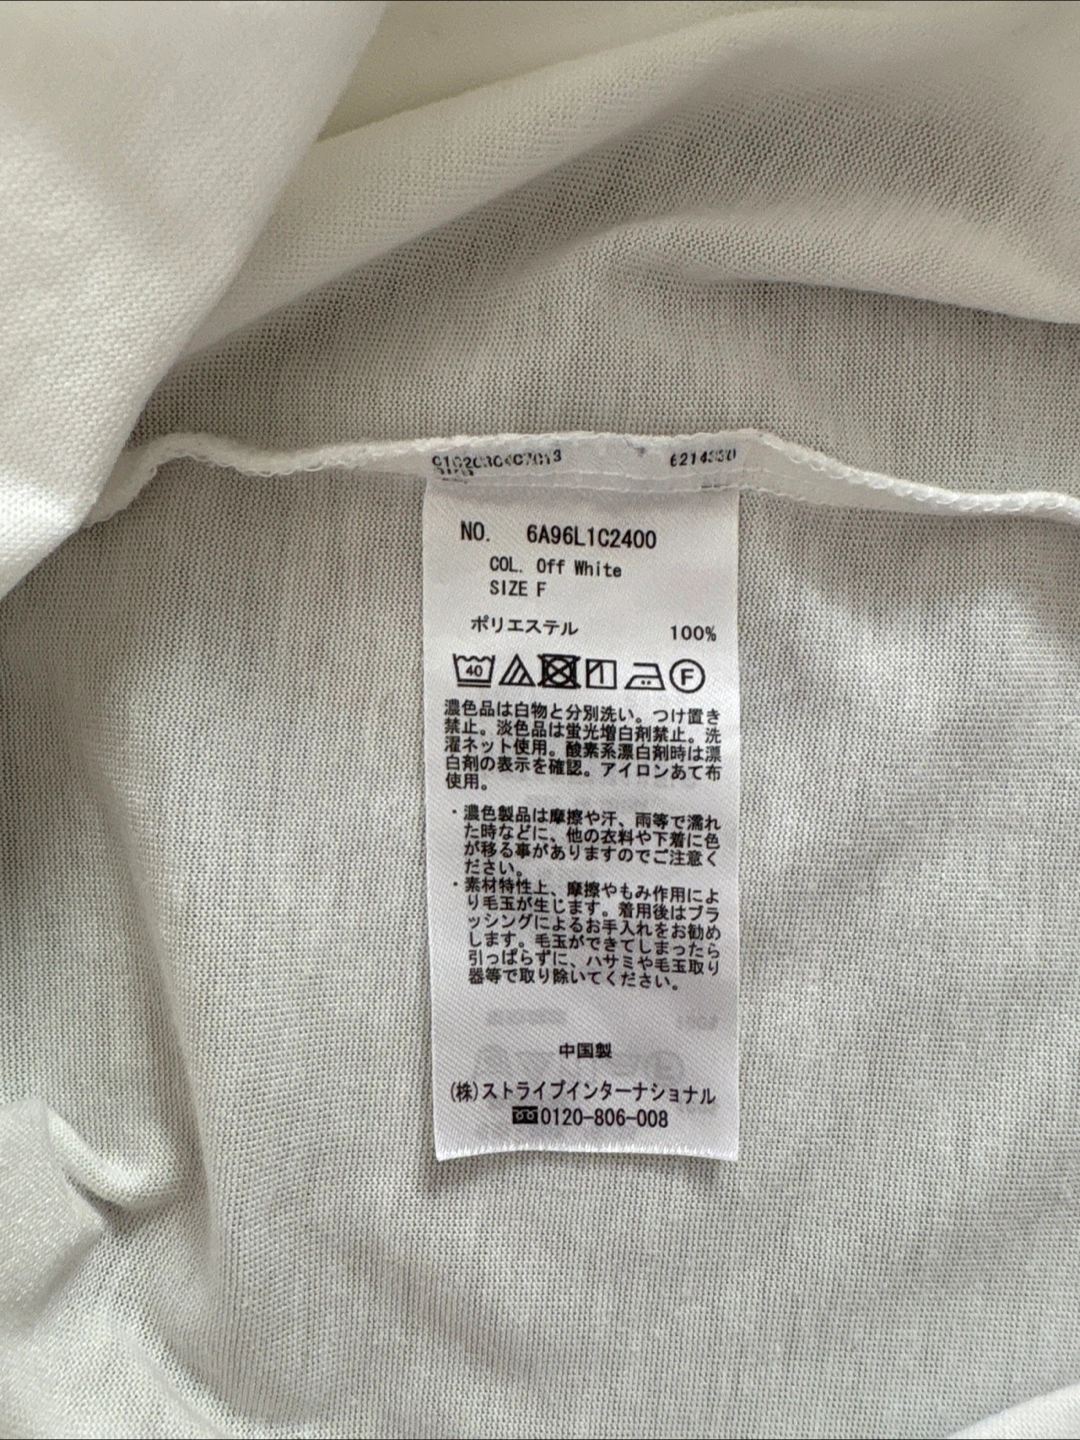 NO. 6A96L1C2400
COL. Off White
SIZE F
ポリエステル 100%
40 F
濃色品は白物と分別洗い。つけ置き
禁止。淡色品は蛍光増白剤禁止。洗
濯ネット使用。酸素系漂白剤時は漂
白剤の表示を確認。アイロンあて布
使用。
・濃色製品は摩擦や汗、雨等で濡れ
た時などに、他の衣料や下着に色
が移る事がありますのでご注意く
ださい。
・素材特性上、摩擦やもみ作用によ
り毛玉が生じます。着用後はブラ
ッシングによるお手入れをお勧め
します。毛玉ができてしまったら
引っぱらずに、ハサミや毛玉取り
器等で取り除いてください。
中国製
(株)ストライプインターナショナル
0120-806-008